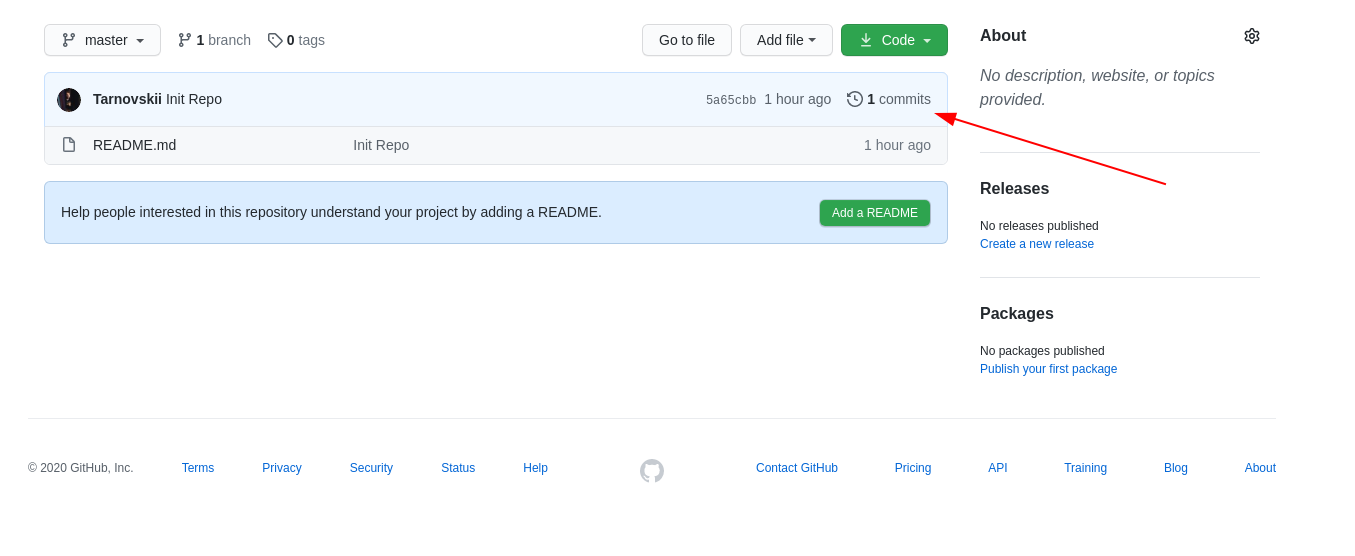 master 1 branch 0 tags Go to file Add file Code
Tarnovskii Init Repo 5a65cbb 1 hour ago 1 commits
README.md Init Repo 1 hour ago
Help people interested in this repository understand your project by adding a README. Add a README
About
No description, website, or topics
provided.
Releases
No releases published
Create a new release
Packages
No packages published
Publish your first package
© 2020 GitHub, Inc. Terms Privacy Security Status Help Contact GitHub Pricing API Training Blog About